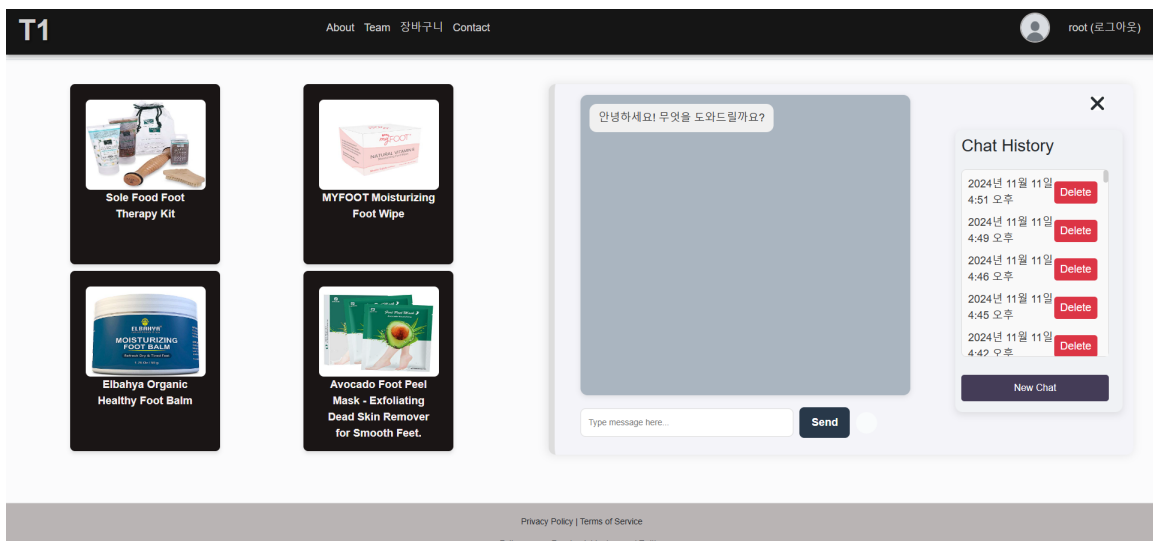 T1
About Team 장바구니 Contact
root (로그아웃)
Sole Food Foot
Therapy Kit
MYFOOT Moisturizing
Foot Wipe
ELBAHYA
MOISTURIZING
FOOT BALM
Elbahya Organic
Healthy Foot Balm
Avocado Foot Peel
Mask - Exfoliating
Dead Skin Remover
for Smooth Feet.
안녕하세요! 무엇을 도와드릴까요?
Type message here...
Send
Chat History
2024년 11월 11일
4:51 오후
Delete
2024년 11월 11일
4:49 오후
Delete
2024년 11월 11일
4:46 오후
Delete
2024년 11월 11일
4:45 오후
Delete
2024년 11월 11일
4:42 오후
Delete
New Chat
Privacy Policy | Terms of Service